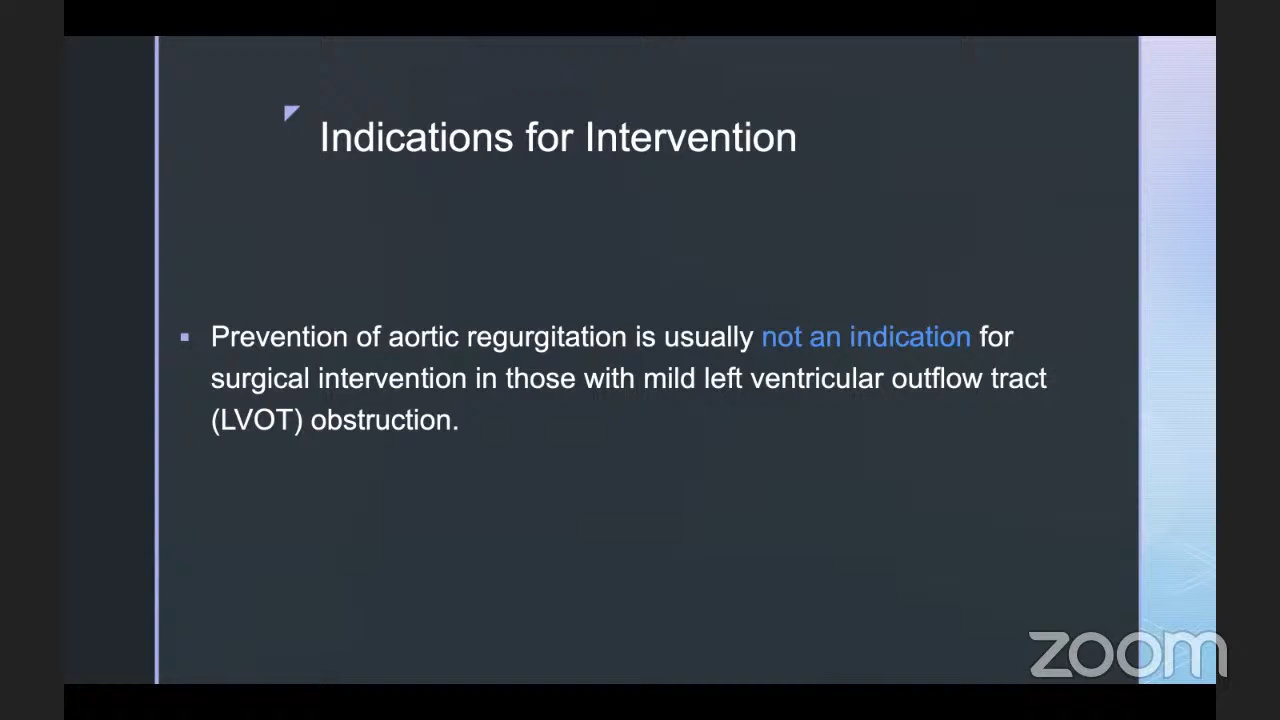 Indications for Intervention
Prevention of aortic regurgitation is usually not an indication for
surgical intervention in those with mild left ventricular outflow tract
(LVOT) obstruction.
zoom